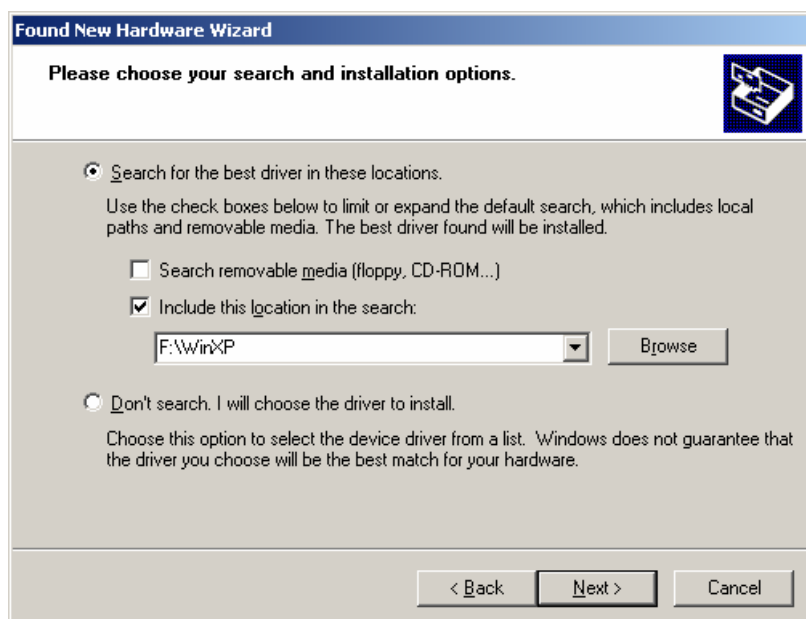 Found New Hardware Wizard
Please choose your search and installation options.
Search for the best driver in these locations.
Use the check boxes below to limit or expand the default search, which includes local
paths and removable media. The best driver found will be installed.
Search removable media (floppy, CD-ROM...)
Include this location in the search:
F:\WinXP
Browse
Don't search. I will choose the driver to install.
Choose this option to select the device driver from a list.  Windows does not guarantee that
the driver you choose will be the best match for your hardware.
< Back
Next >
Cancel